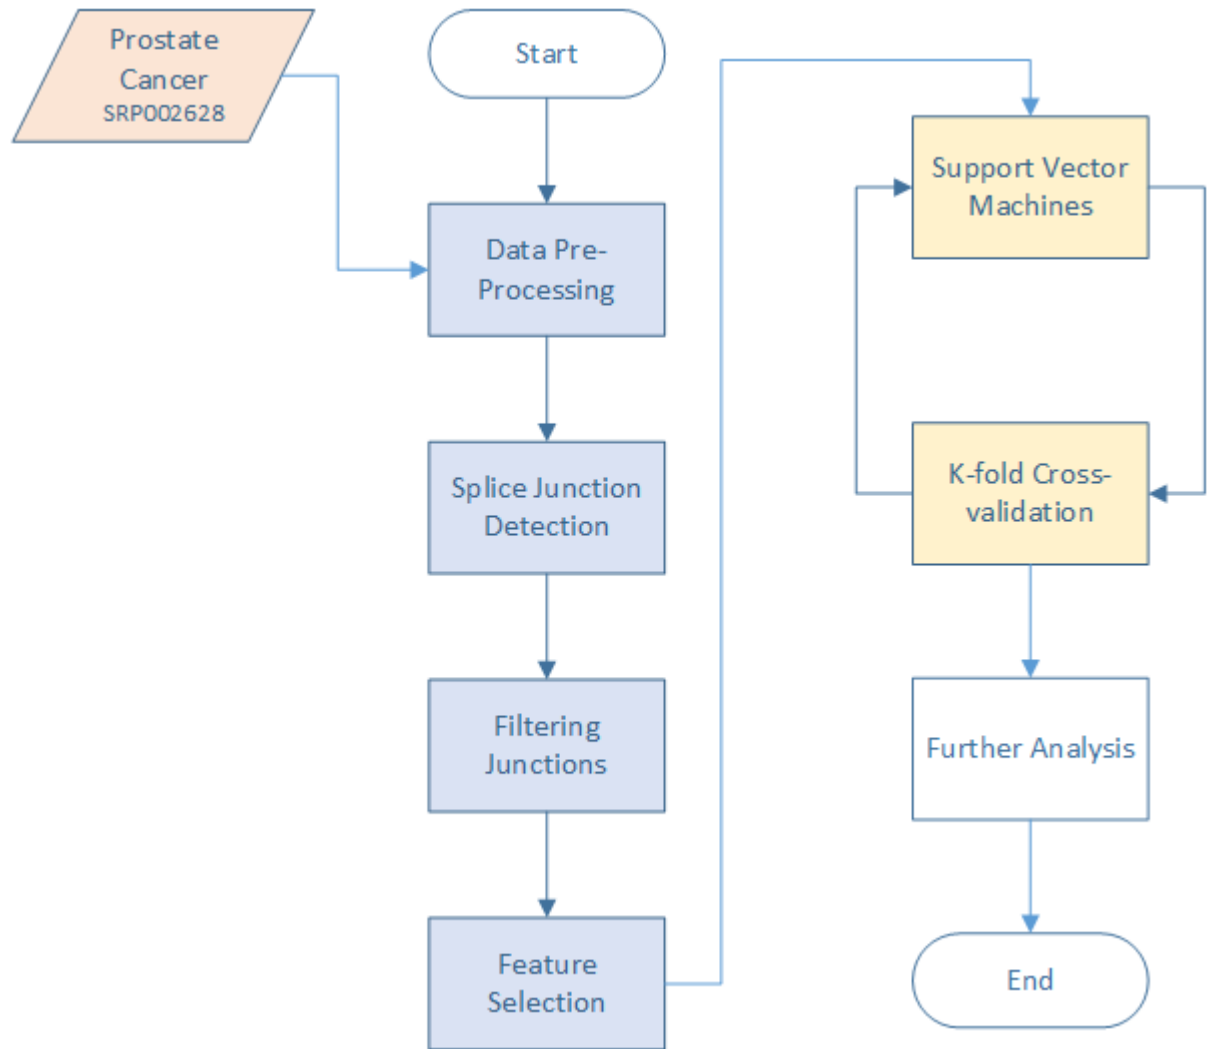 Prostate
Cancer
SRP002628
Start
Data Pre-
Processing
Splice Junction
Detection
Filtering
Junctions
Feature
Selection
Support Vector
Machines
K-fold Cross-
validation
Further Analysis
End